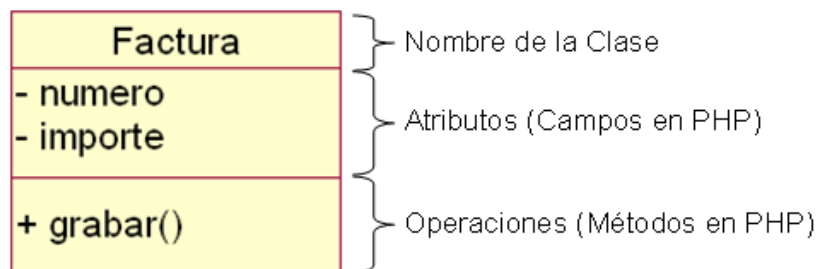 Factura
Nombre de la Clase
- numero
- importe
Atributos (Campos en PHP)
+ grabar()
Operaciones (Métodos en PHP)